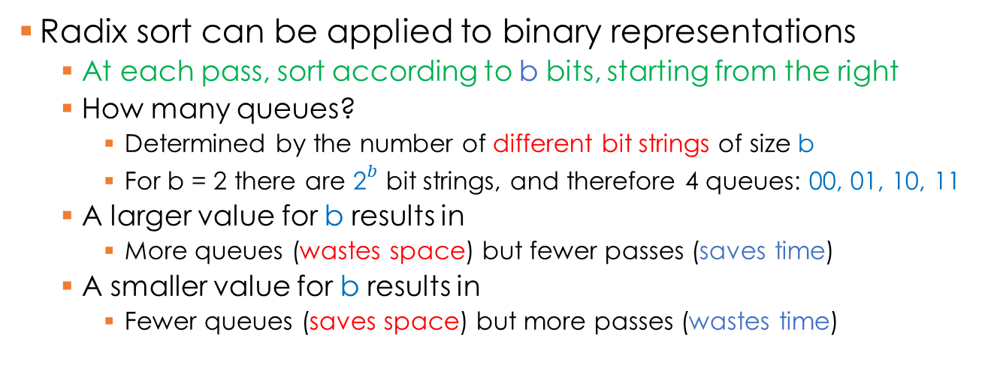 ▪ Radix sort can be applied to binary representations
▪ At each pass, sort according to b bits, starting from the right
▪ How many queues?
▪ Determined by the number of different bit strings of size b
▪ For b = 2 there are 2ᵇ bit strings, and therefore 4 queues: 00, 01, 10, 11
▪ A larger value for b results in
▪ More queues (wastes space) but fewer passes (saves time)
▪ A smaller value for b results in
▪ Fewer queues (saves space) but more passes (wastes time)